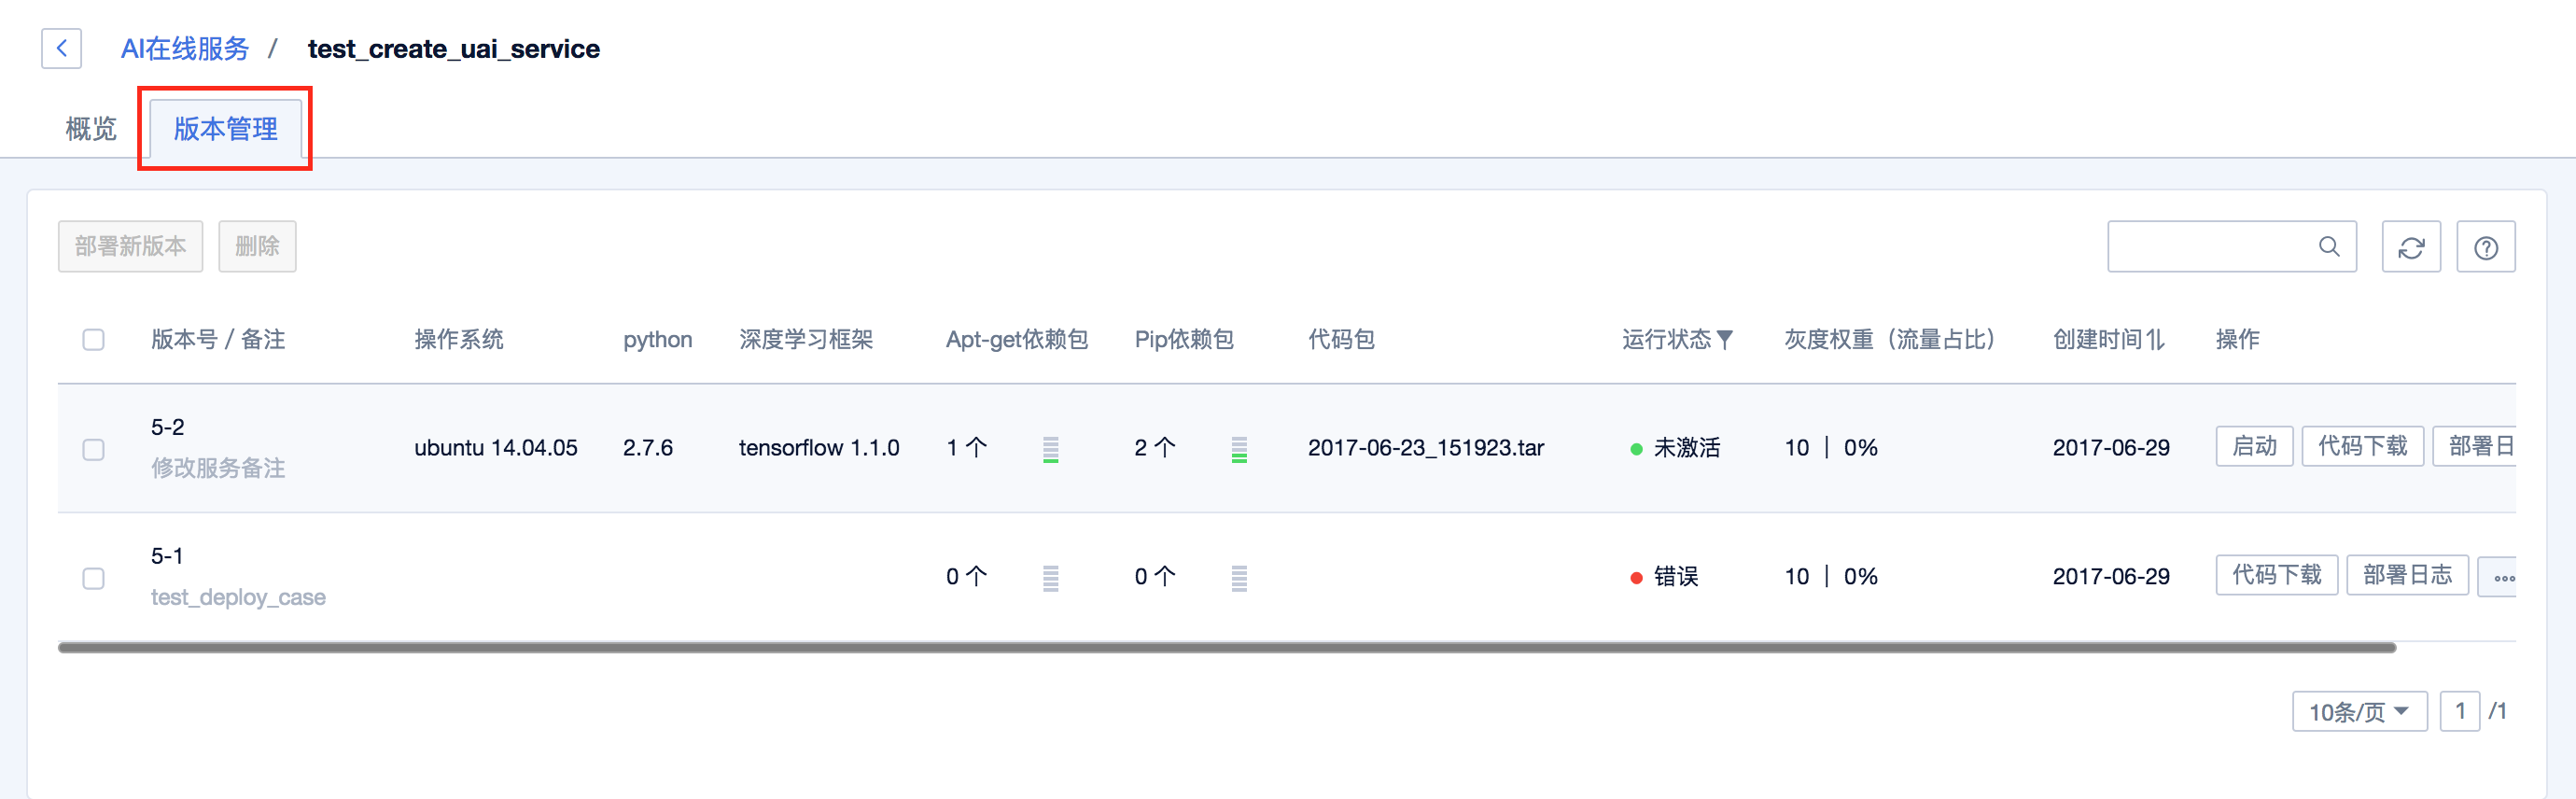 AI在线服务 / test_create_uai_service
概览 版本管理
部署新版本 删除
版本号 / 备注 操作系统 python 深度学习框架 Apt-get依赖包 Pip依赖包 代码包 运行状态 灰度权重（流量占比） 创建时间 操作
5-2
修改服务备注
ubuntu 14.04.05 2.7.6 tensorflow 1.1.0 1 个 2 个 2017-06-23_151923.tar 未激活 10 | 0% 2017-06-29 启动 代码下载 部署日
5-1
test_deploy_case
0 个 0 个 错误 10 | 0% 2017-06-29 代码下载 部署日志
10条/页 1 /1